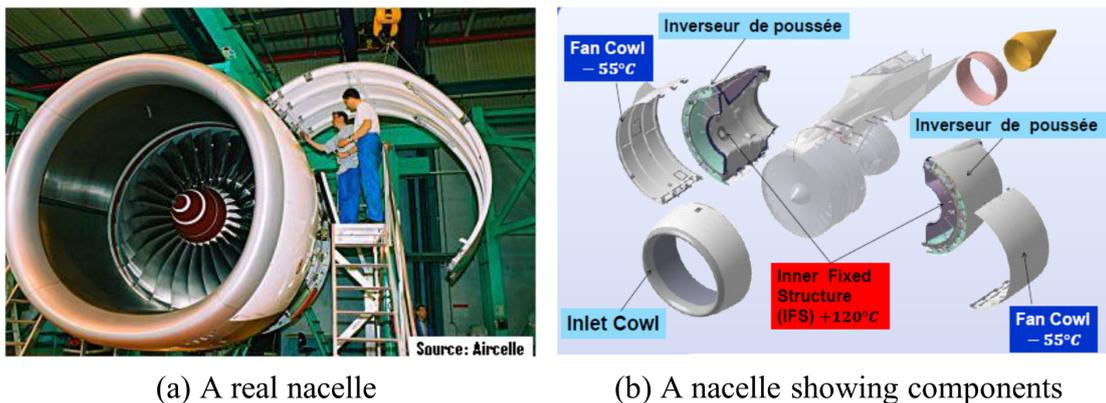 Source: Aircelle
Inverseur de poussée
Fan Cowl
− 55°C
Inverseur de poussée
Inlet Cowl
Inner Fixed
Structure
(IFS) +120°C
Fan Cowl
− 55°C
(a) A real nacelle
(b) A nacelle showing components